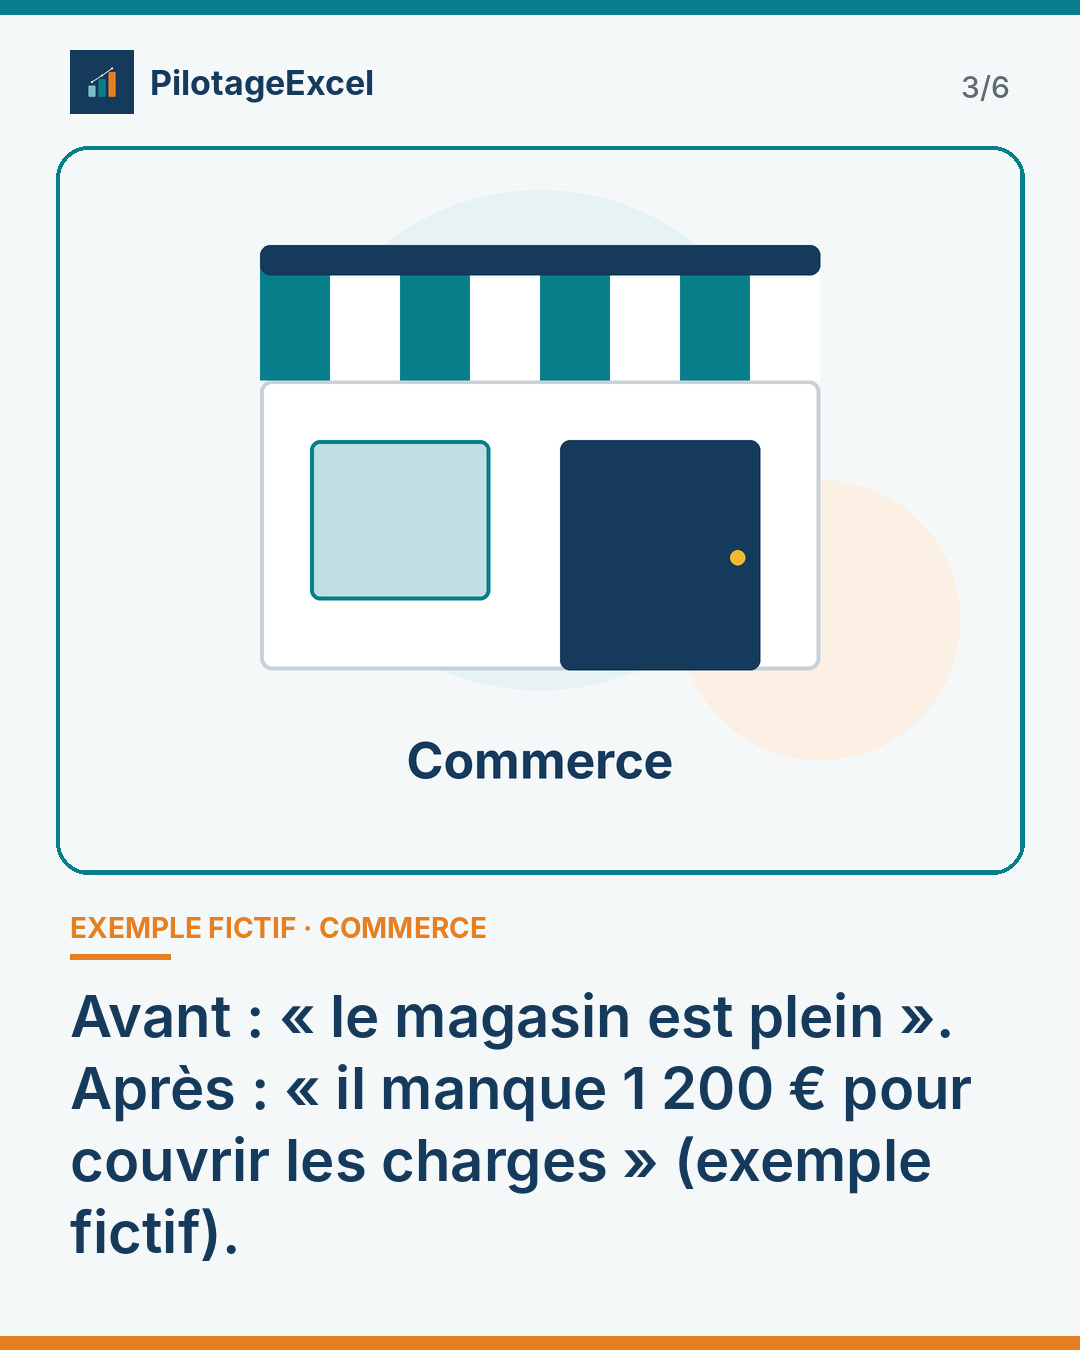 PilotageExcel
3/6
Commerce
EXEMPLE FICTIF · COMMERCE
Avant : « le magasin est plein ».
Après : « il manque 1 200 € pour
couvrir les charges » (exemple
fictif).